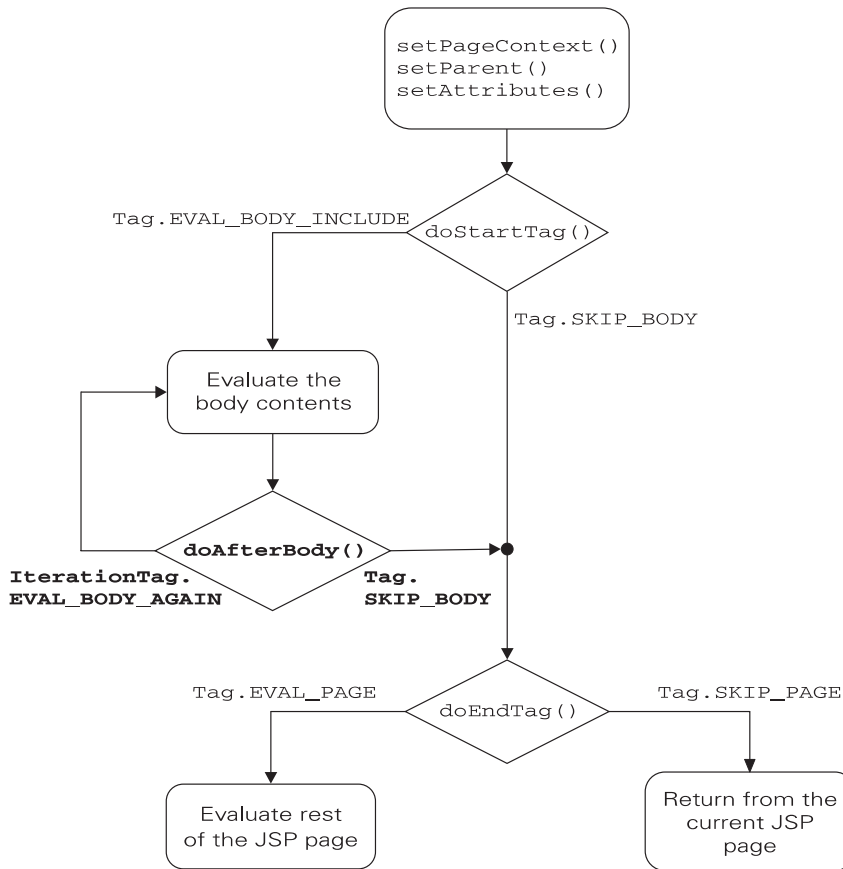 setPageContext()
setParent()
setAttributes()
Tag.EVAL_BODY_INCLUDE
doStartTag()
Tag.SKIP_BODY
Evaluate the
body contents
doAfterBody()
IterationTag.
EVAL_BODY_AGAIN
Tag.
SKIP_BODY
Tag.EVAL_PAGE
doEndTag()
Tag.SKIP_PAGE
Evaluate rest
of the JSP page
Return from the
current JSP
page